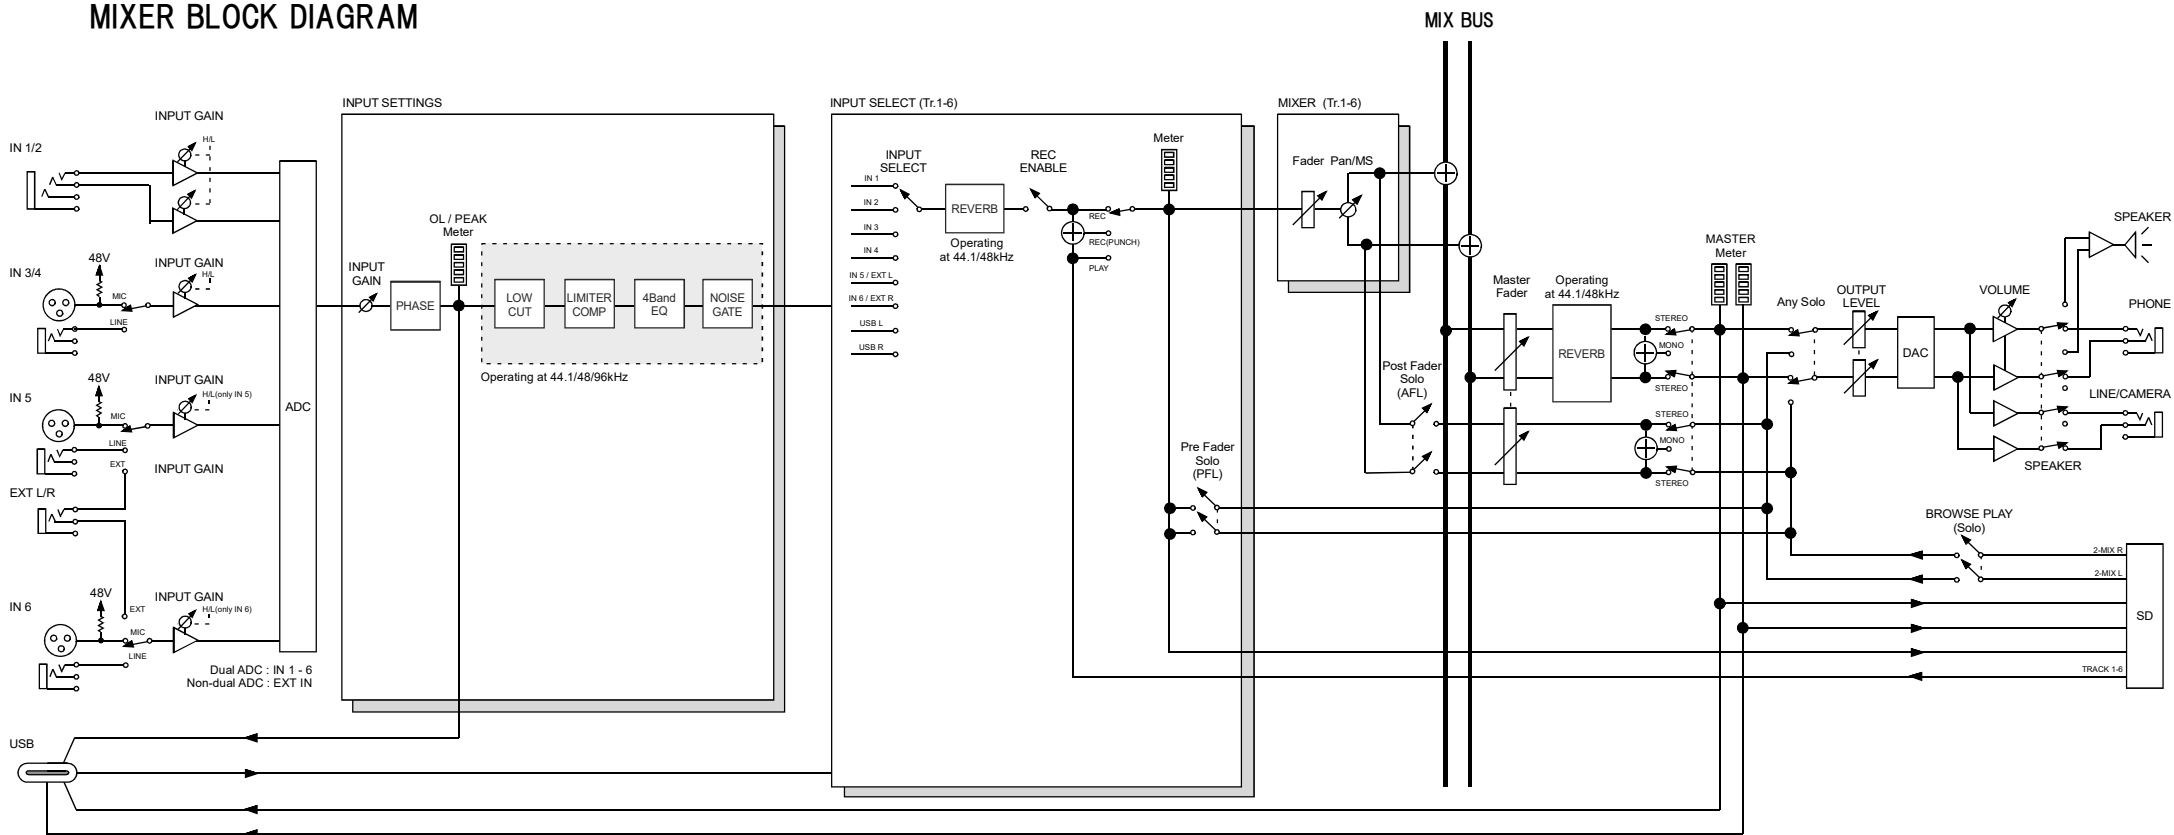 MIXER BLOCK DIAGRAM
MIX BUS
INPUT SETTINGS
INPUT SELECT (Tr.1-6)
MIXER (Tr.1-6)
IN 1/2
INPUT GAIN
H/L
IN 3/4
48V
MIC
LINE
INPUT GAIN
H/L
IN 5
48V
MIC
LINE
EXT
INPUT GAIN
H/L(only IN 5)
INPUT GAIN
EXT L/R
IN 6
48V
EXT
MIC
LINE
INPUT GAIN
H/L(only IN 6)
ADC
Dual ADC : IN 1 - 6
Non-dual ADC : EXT IN
USB
INPUT
GAIN
PHASE
OL / PEAK
Meter
LOW
CUT
LIMITER
COMP
4Band
EQ
NOISE
GATE
Operating at 44.1/48/96kHz
INPUT
SELECT
IN 1
IN 2
IN 3
IN 4
IN 5 / EXT L
IN 6 / EXT R
USB L
USB R
REVERB
Operating
at 44.1/48kHz
REC
ENABLE
REC
REC(PUNCH)
PLAY
Meter
Pre Fader
Solo
(PFL)
Fader Pan/MS
Post Fader
Solo
(AFL)
Master
Fader
Operating
at 44.1/48kHz
REVERB
STEREO
MONO
STEREO
STEREO
MONO
STEREO
MASTER
Meter
Any Solo
OUTPUT
LEVEL
DAC
VOLUME
SPEAKER
PHONE
LINE/CAMERA
SPEAKER
BROWSE PLAY
(Solo)
2-MIX R
2-MIX L
TRACK 1-6
SD